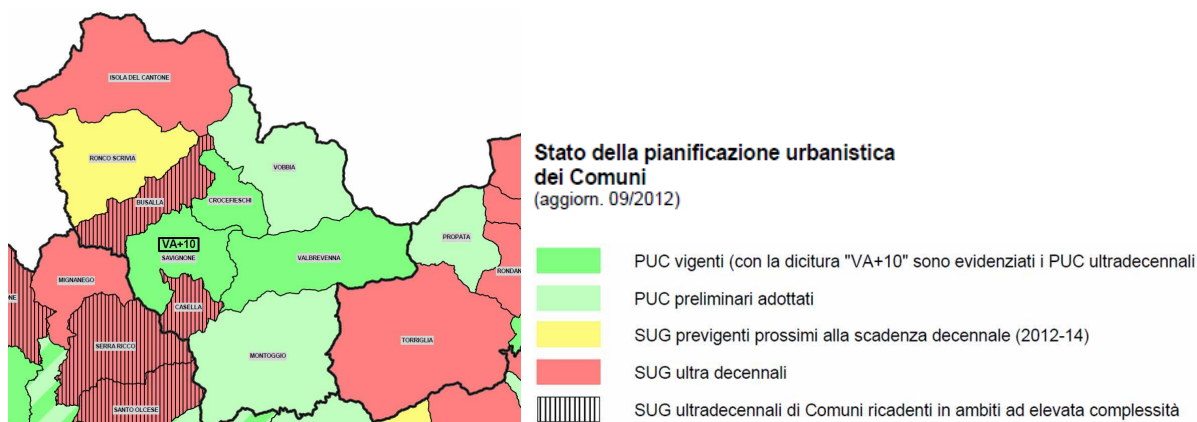 ISOLA DEL CANTONE
RONCO SCRIVIA
VOBBIA
BUSALLA
CROCEFIESCHI
PROPATA
VA+10
SAVIGNONE
VALBREVENNA
RONDAN
MIGNANEGO
ONE
CASELLA
TORRIGLIA
SERRA RICCO
MONTOGGIO
SANTO OLCESE
Stato della pianificazione urbanistica
dei Comuni
(aggiorn. 09/2012)
PUC vigenti (con la dicitura "VA+10" sono evidenziati i PUC ultradecennali
PUC preliminari adottati
SUG previgenti prossimi alla scadenza decennale (2012-14)
SUG ultra decennali
SUG ultradecennali di Comuni ricadenti in ambiti ad elevata complessità